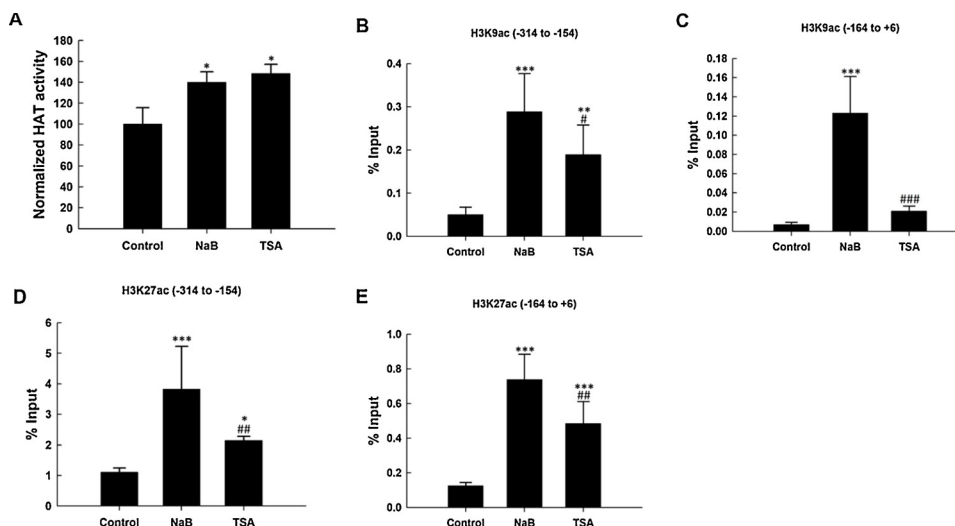 A
Normalized HAT activity
160
140
120
100
80
60
40
20
0
*
*
Control NaB TSA
B
H3K9ac (-314 to -154)
% Input
0.4
0.3
0.2
0.1
0.0
***
**
#
Control NaB TSA
C
H3K9ac (-164 to +6)
% Input
0.18
0.16
0.14
0.12
0.10
0.08
0.06
0.04
0.02
0.00
***
###
Control NaB TSA
D
H3K27ac (-314 to -154)
% Input
6
5
4
3
2
1
0
***
*
##
Control NaB TSA
E
H3K27ac (-164 to +6)
% Input
1.0
0.8
0.6
0.4
0.2
0.0
***
***
##
Control NaB TSA